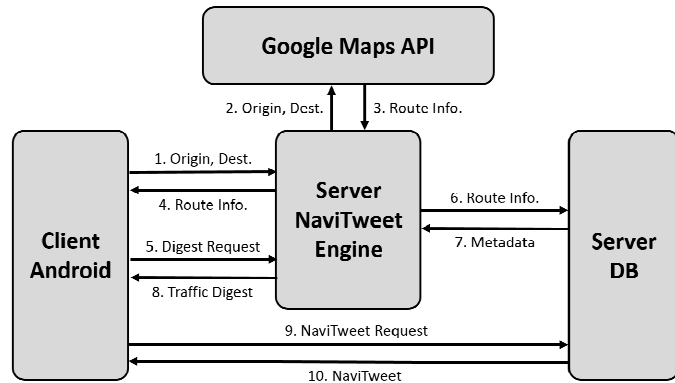 Google Maps API
2. Origin, Dest.
3. Route Info.
1. Origin, Dest.
4. Route Info.
5. Digest Request
8. Traffic Digest
Client
Android
Server
NaviTweet
Engine
6. Route Info.
7. Metadata
Server
DB
9. NaviTweet Request
10. NaviTweet